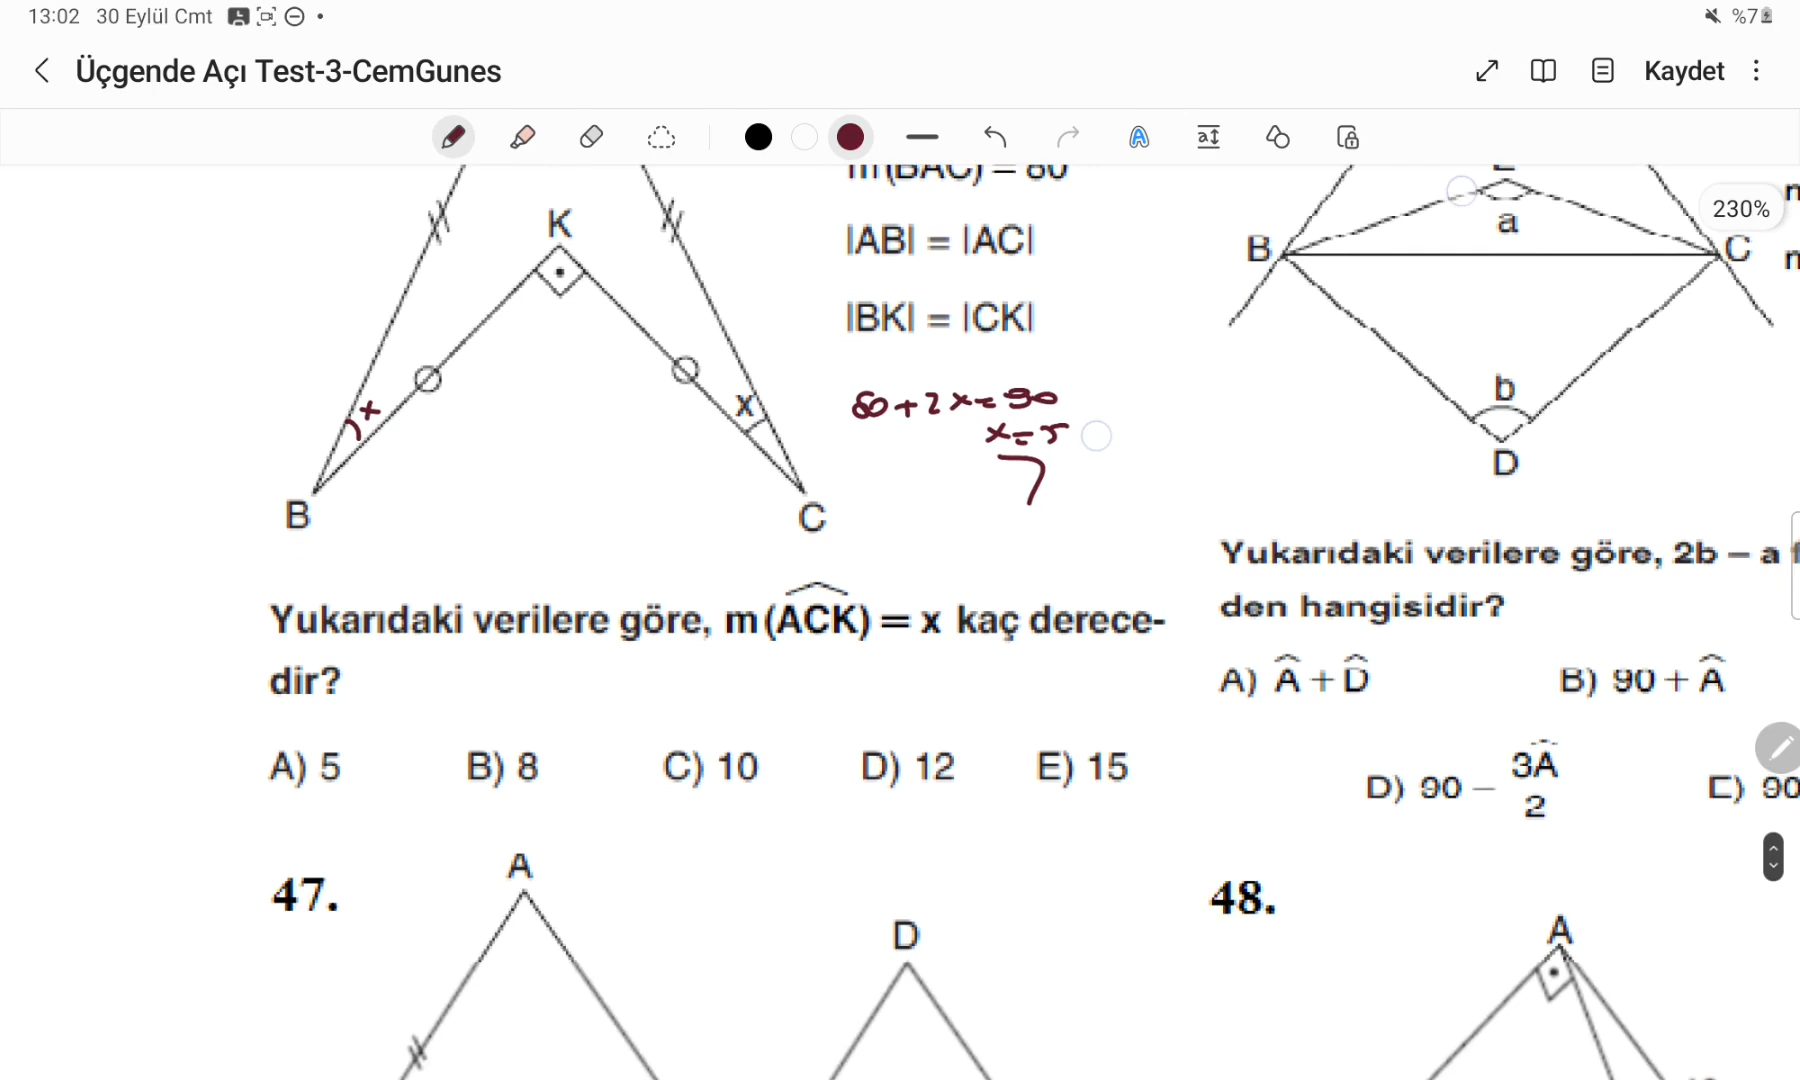 13:02 30 Eylül Cmt
%7
Üçgende Açı Test-3-CemGunes
Kaydet
230%
m(BAC) = 80
|AB| = |AC|
|BK| = |CK|
80+2x=90
x=5
K
x
x
B
C
E
a
B
C
b
D
Yukarıdaki verilere göre, m(ACK) = x kaç derece-
dir?
A) 5 B) 8 C) 10 D) 12 E) 15
Yukarıdaki verilere göre, 2b – a
den hangisidir?
A) Â + D̂ B) 90 + Â
D) 90 – 3Â/2 E) 90
47.
A
D
48.
A